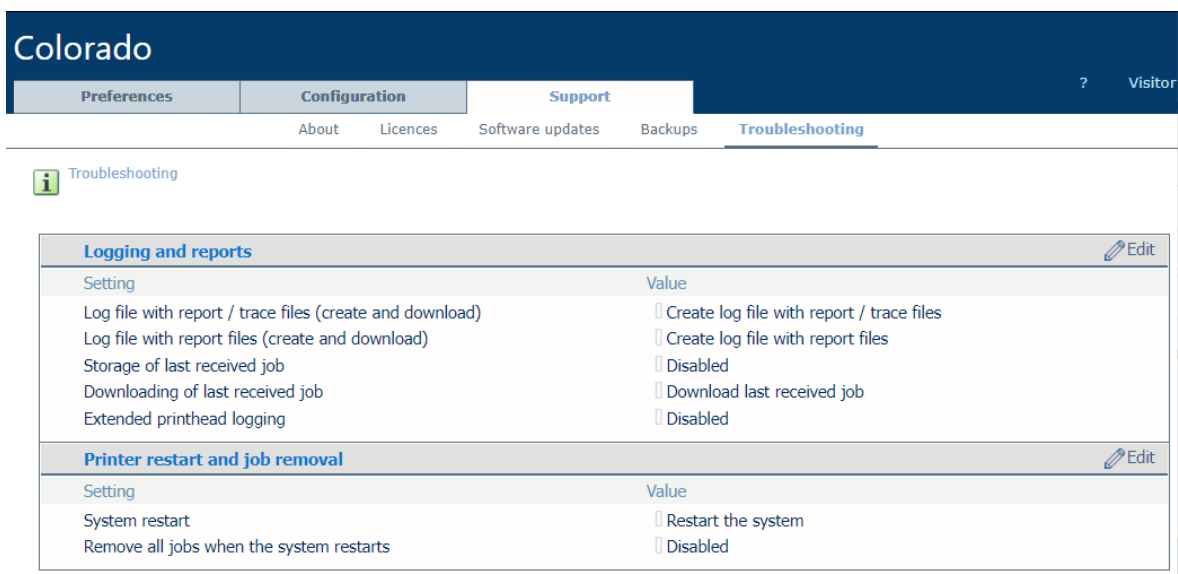 Colorado
? Visitor
Preferences Configuration Support
About Licences Software updates Backups Troubleshooting
i Troubleshooting
Logging and reports Edit
Setting Value
Log file with report / trace files (create and download) Create log file with report / trace files
Log file with report files (create and download) Create log file with report files
Storage of last received job Disabled
Downloading of last received job Download last received job
Extended printhead logging Disabled
Printer restart and job removal Edit
Setting Value
System restart Restart the system
Remove all jobs when the system restarts Disabled